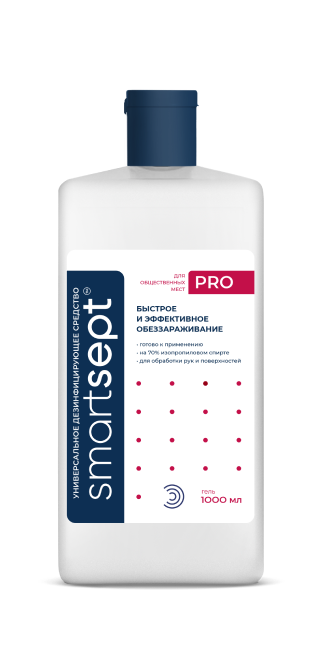 УНИВЕРСАЛЬНОЕ ДЕЗИНФИЦИРУЮЩЕЕ СРЕДСТВО
smartsept®
ДЛЯ
ОБЩЕСТВЕННЫХ
МЕСТ
PRO
БЫСТРОЕ
И ЭФФЕКТИВНОЕ
ОБЕЗЗАРАЖИВАНИЕ
• готово к применению
• на 70% изопропиловом спирте
• для обработки рук и поверхностей
гель
1000 мл